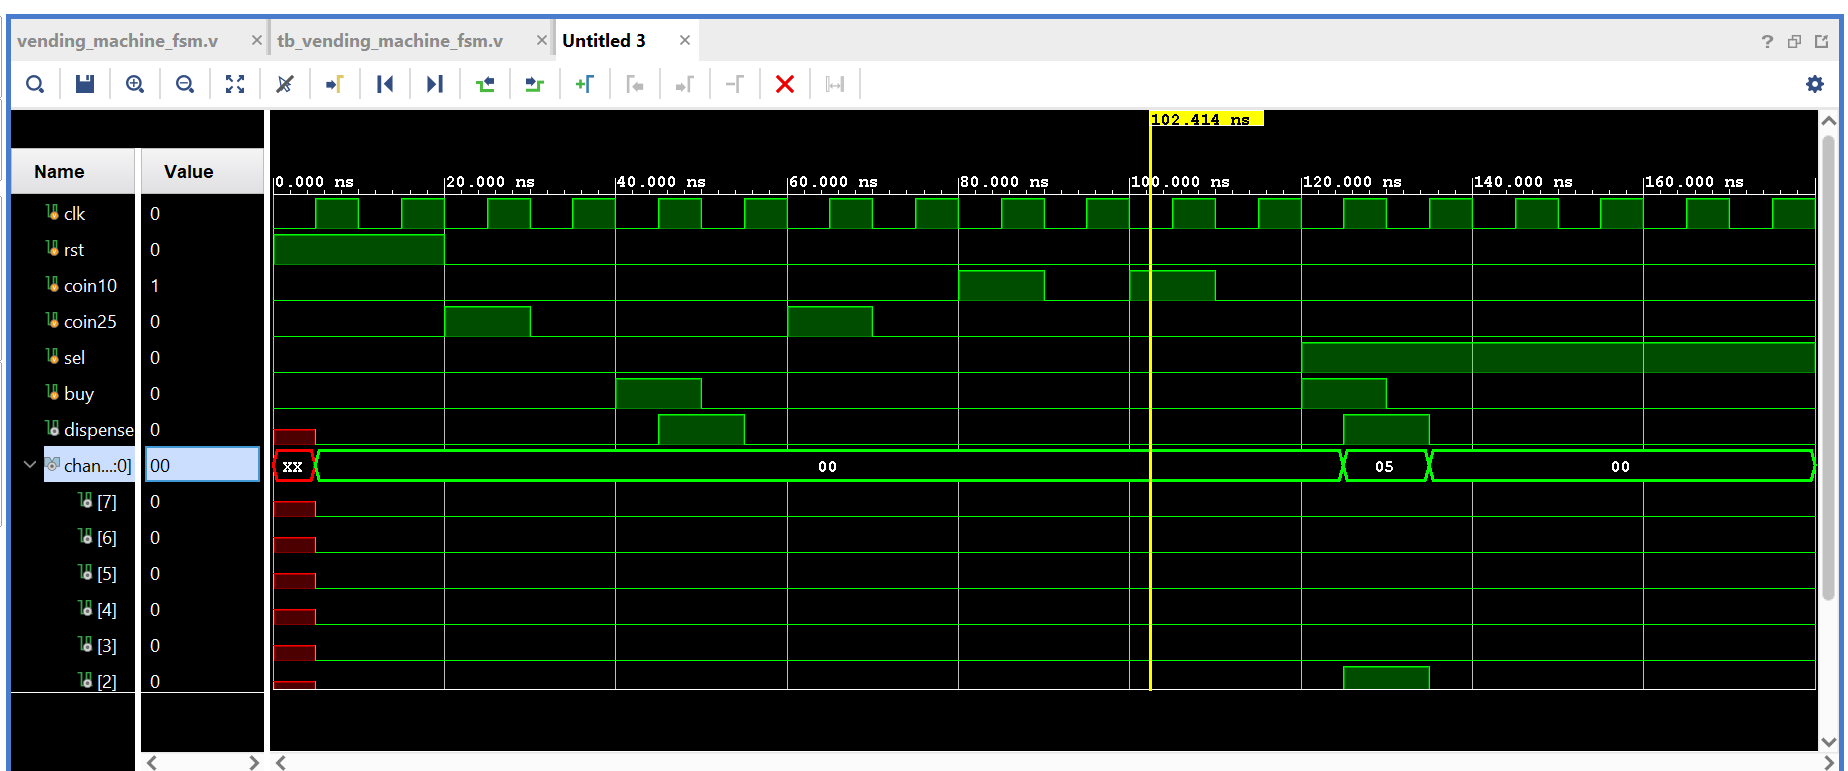 vending_machine_fsm.v × tb_vending_machine_fsm.v × Untitled 3 × ?
102.414 ns
Name Value
0.000 ns 20.000 ns 40.000 ns 60.000 ns 80.000 ns 100.000 ns 120.000 ns 140.000 ns 160.000 ns
clk 0
rst 0
coin10 1
coin25 0
sel 0
buy 0
dispense 0
chan...:0] 00 XX 00 05 00
[7] 0
[6] 0
[5] 0
[4] 0
[3] 0
[2] 0